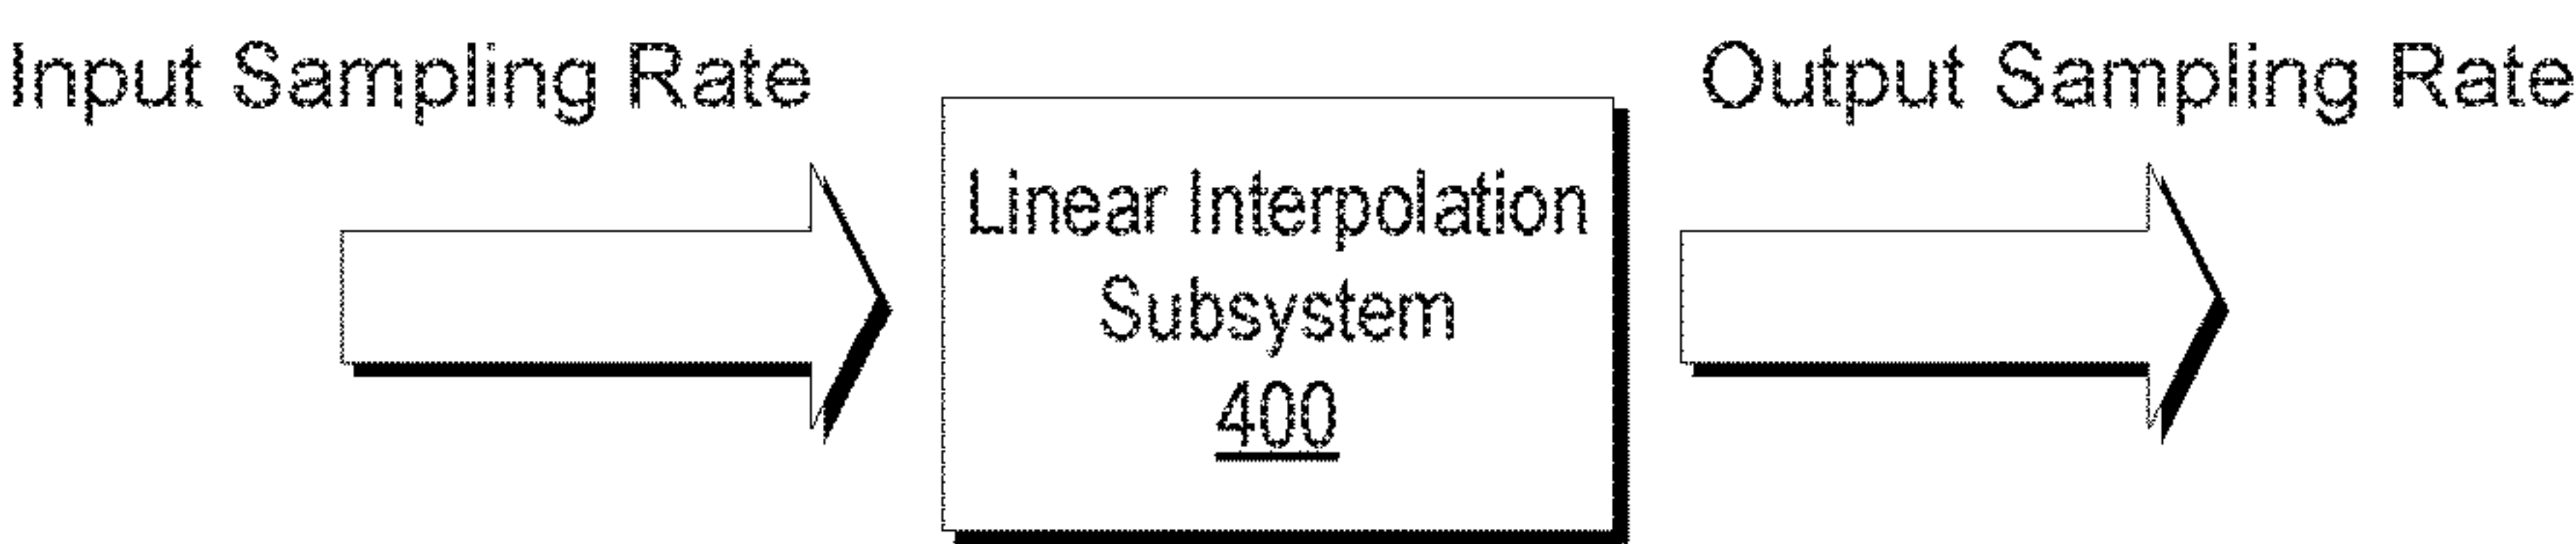 Input Sampling Rate
Linear Interpolation
Subsystem
400
Output Sampling Rate